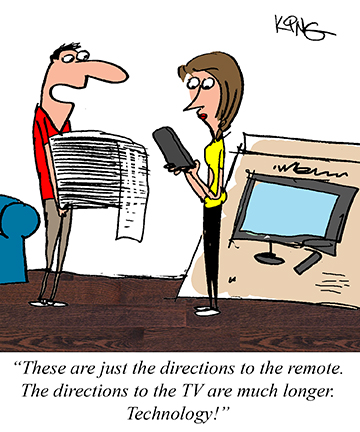 KING
“These are just the directions to the remote.
The directions to the TV are much longer.
Technology!”